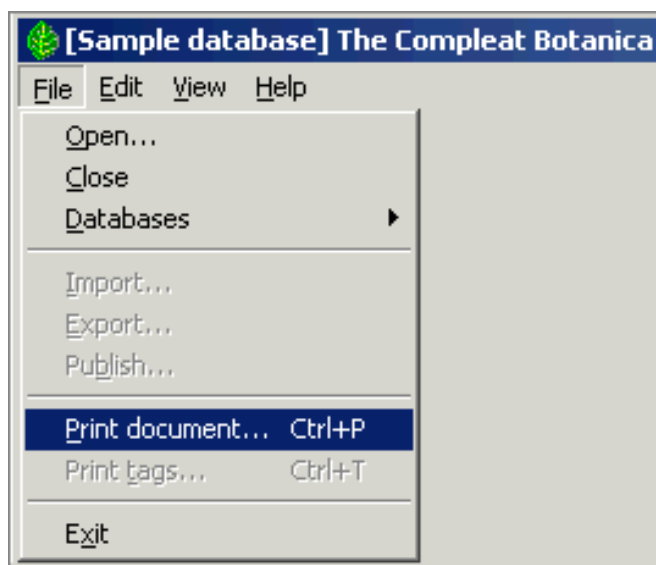 [Sample database] The Compleat Botanica
File Edit View Help
Open...
Close
Databases
Import...
Export...
Publish...
Print document... Ctrl+P
Print tags... Ctrl+T
Exit